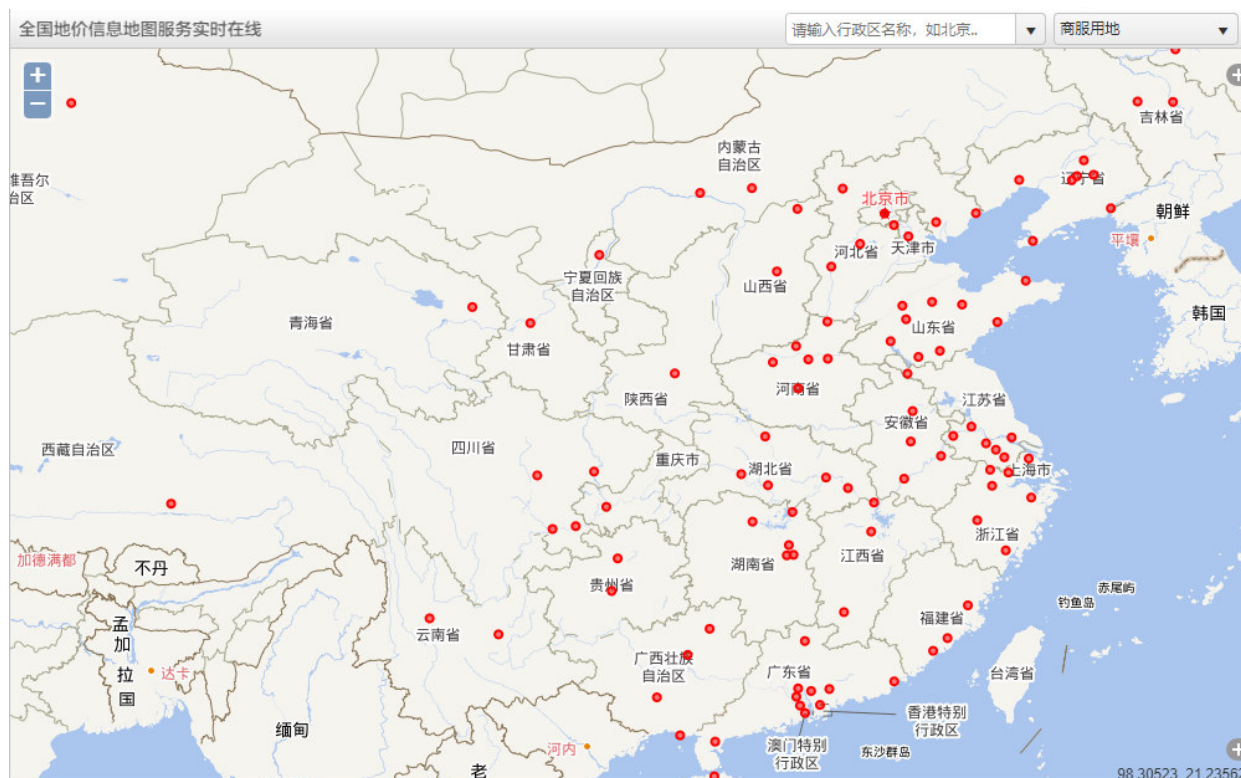 全国地价信息地图服务实时在线
请输入行政区名称，如北京..
商服用地
+
−
吉林省
内蒙古
自治区
维吾尔
治区
辽宁省
北京市
朝鲜
平壤
河北省
天津市
宁夏回族
自治区
山西省
韩国
青海省
甘肃省
山东省
陕西省
河南省
江苏省
安徽省
西藏自治区
四川省
重庆市
湖北省
上海市
浙江省
加德满都
不丹
湖南省
江西省
贵州省
赤尾屿
钓鱼岛
福建省
孟
加
拉
国
云南省
达卡
广西壮族
自治区
广东省
台湾省
香港特别
行政区
缅甸
河内
澳门特别
行政区
东沙群岛
老
98.30523, 21.2356